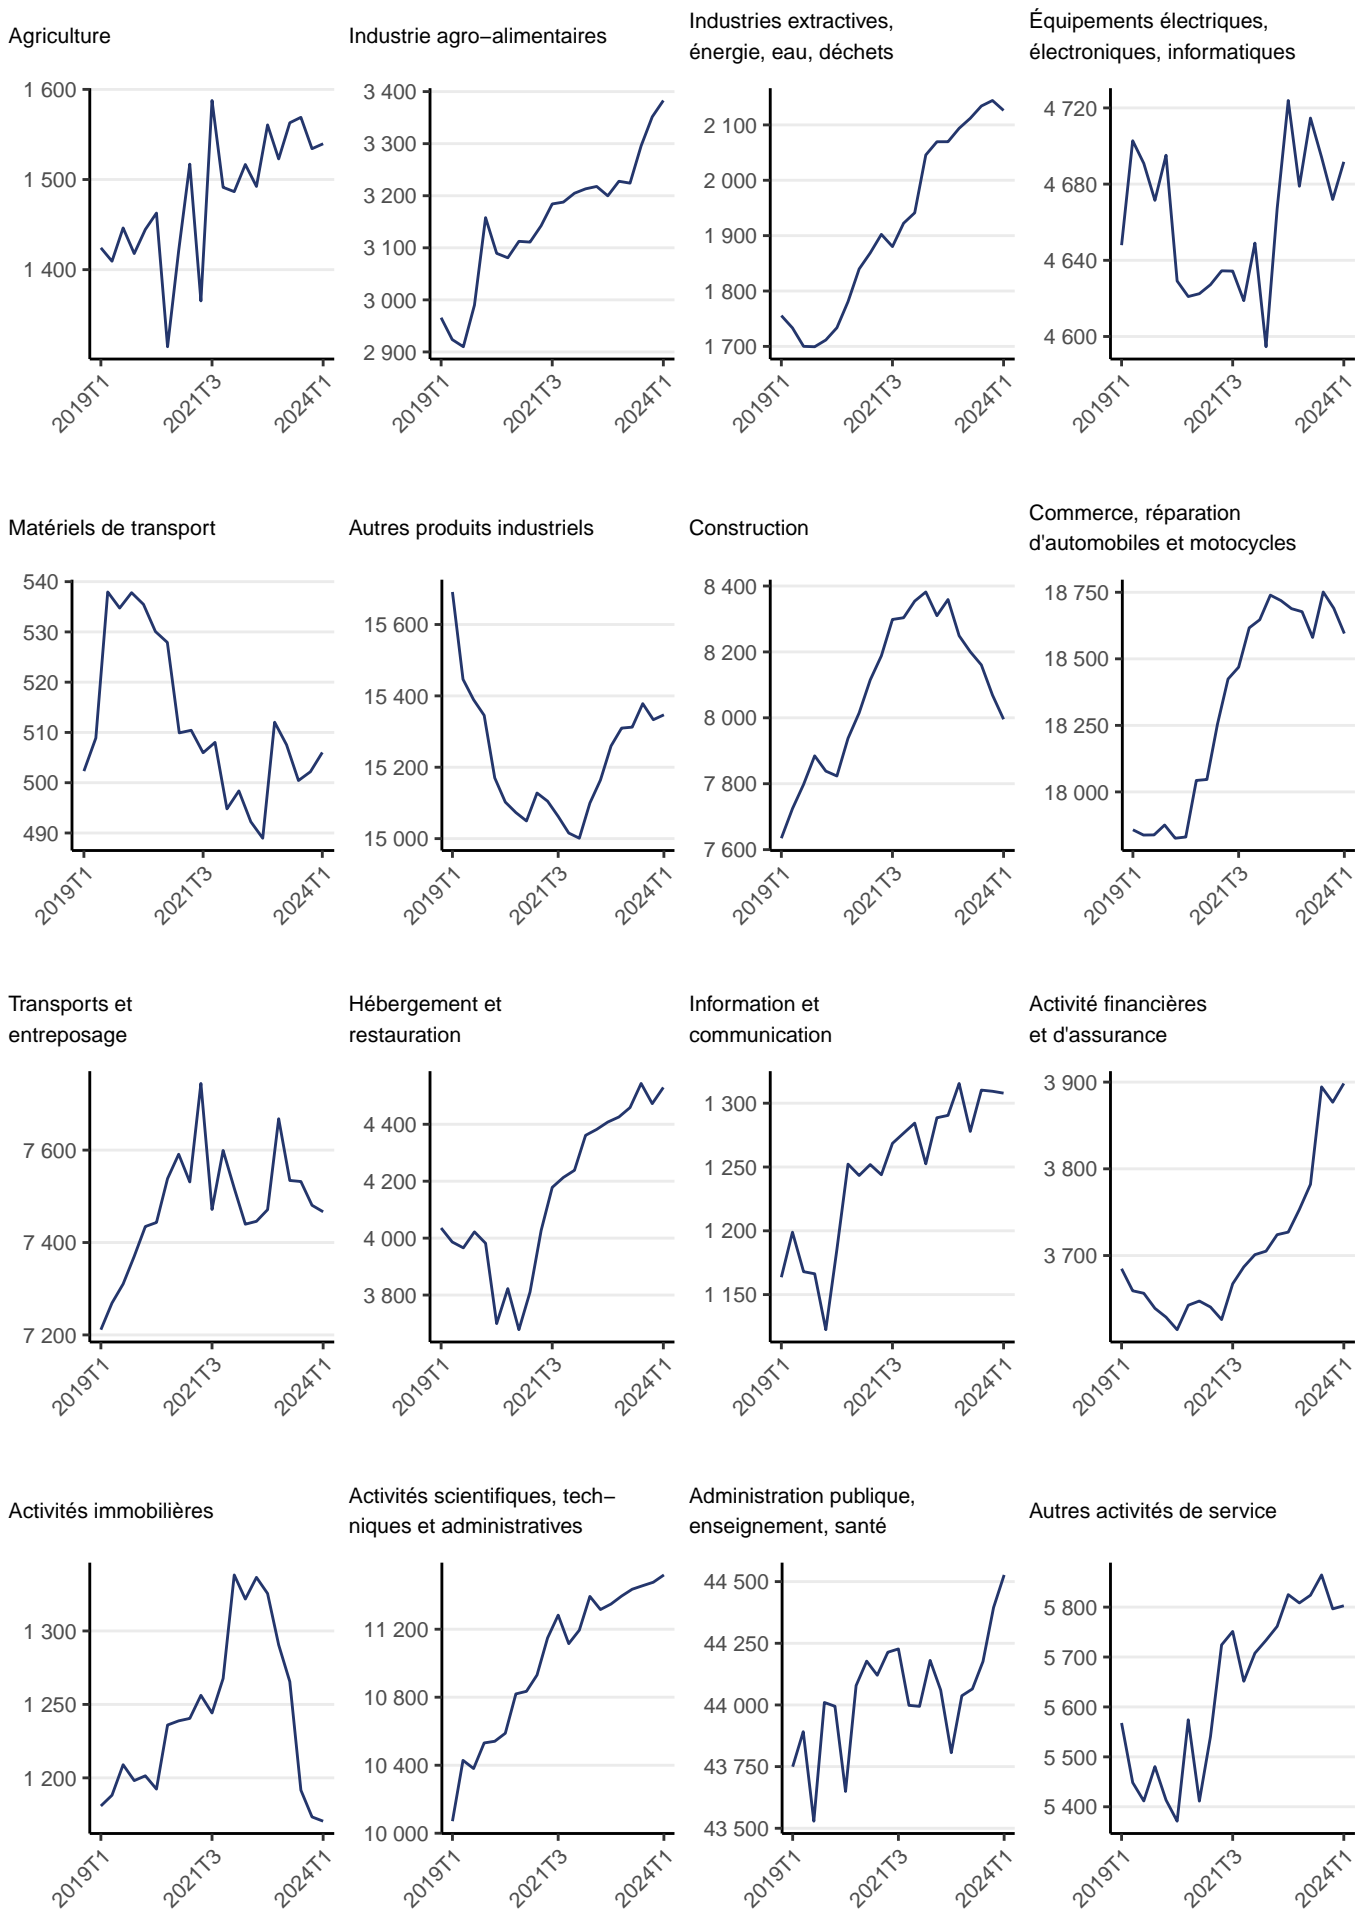 Agriculture
1 600
1 500
1 400
2019T1
2021T3
2024T1
Industrie agro−alimentaires
3 400
3 300
3 200
3 100
3 000
2 900
2019T1
2021T3
2024T1
Industries extractives,
énergie, eau, déchets
2 100
2 000
1 900
1 800
1 700
2019T1
2021T3
2024T1
Équipements électriques,
électroniques, informatiques
4 720
4 680
4 640
4 600
2019T1
2021T3
2024T1
Matériels de transport
540
530
520
510
500
490
2019T1
2021T3
2024T1
Autres produits industriels
15 600
15 400
15 200
15 000
2019T1
2021T3
2024T1
Construction
8 400
8 200
8 000
7 800
7 600
2019T1
2021T3
2024T1
Commerce, réparation
d'automobiles et motocycles
18 750
18 500
18 250
18 000
2019T1
2021T3
2024T1
Transports et
entreposage
7 600
7 400
7 200
2019T1
2021T3
2024T1
Hébergement et
restauration
4 400
4 200
4 000
3 800
2019T1
2021T3
2024T1
Information et
communication
1 300
1 250
1 200
1 150
2019T1
2021T3
2024T1
Activité financières
et d'assurance
3 900
3 800
3 700
2019T1
2021T3
2024T1
Activités immobilières
1 300
1 250
1 200
2019T1
2021T3
2024T1
Activités scientifiques, tech−
niques et administratives
11 200
10 800
10 400
10 000
2019T1
2021T3
2024T1
Administration publique,
enseignement, santé
44 500
44 250
44 000
43 750
43 500
2019T1
2021T3
2024T1
Autres activités de service
5 800
5 700
5 600
5 500
5 400
2019T1
2021T3
2024T1